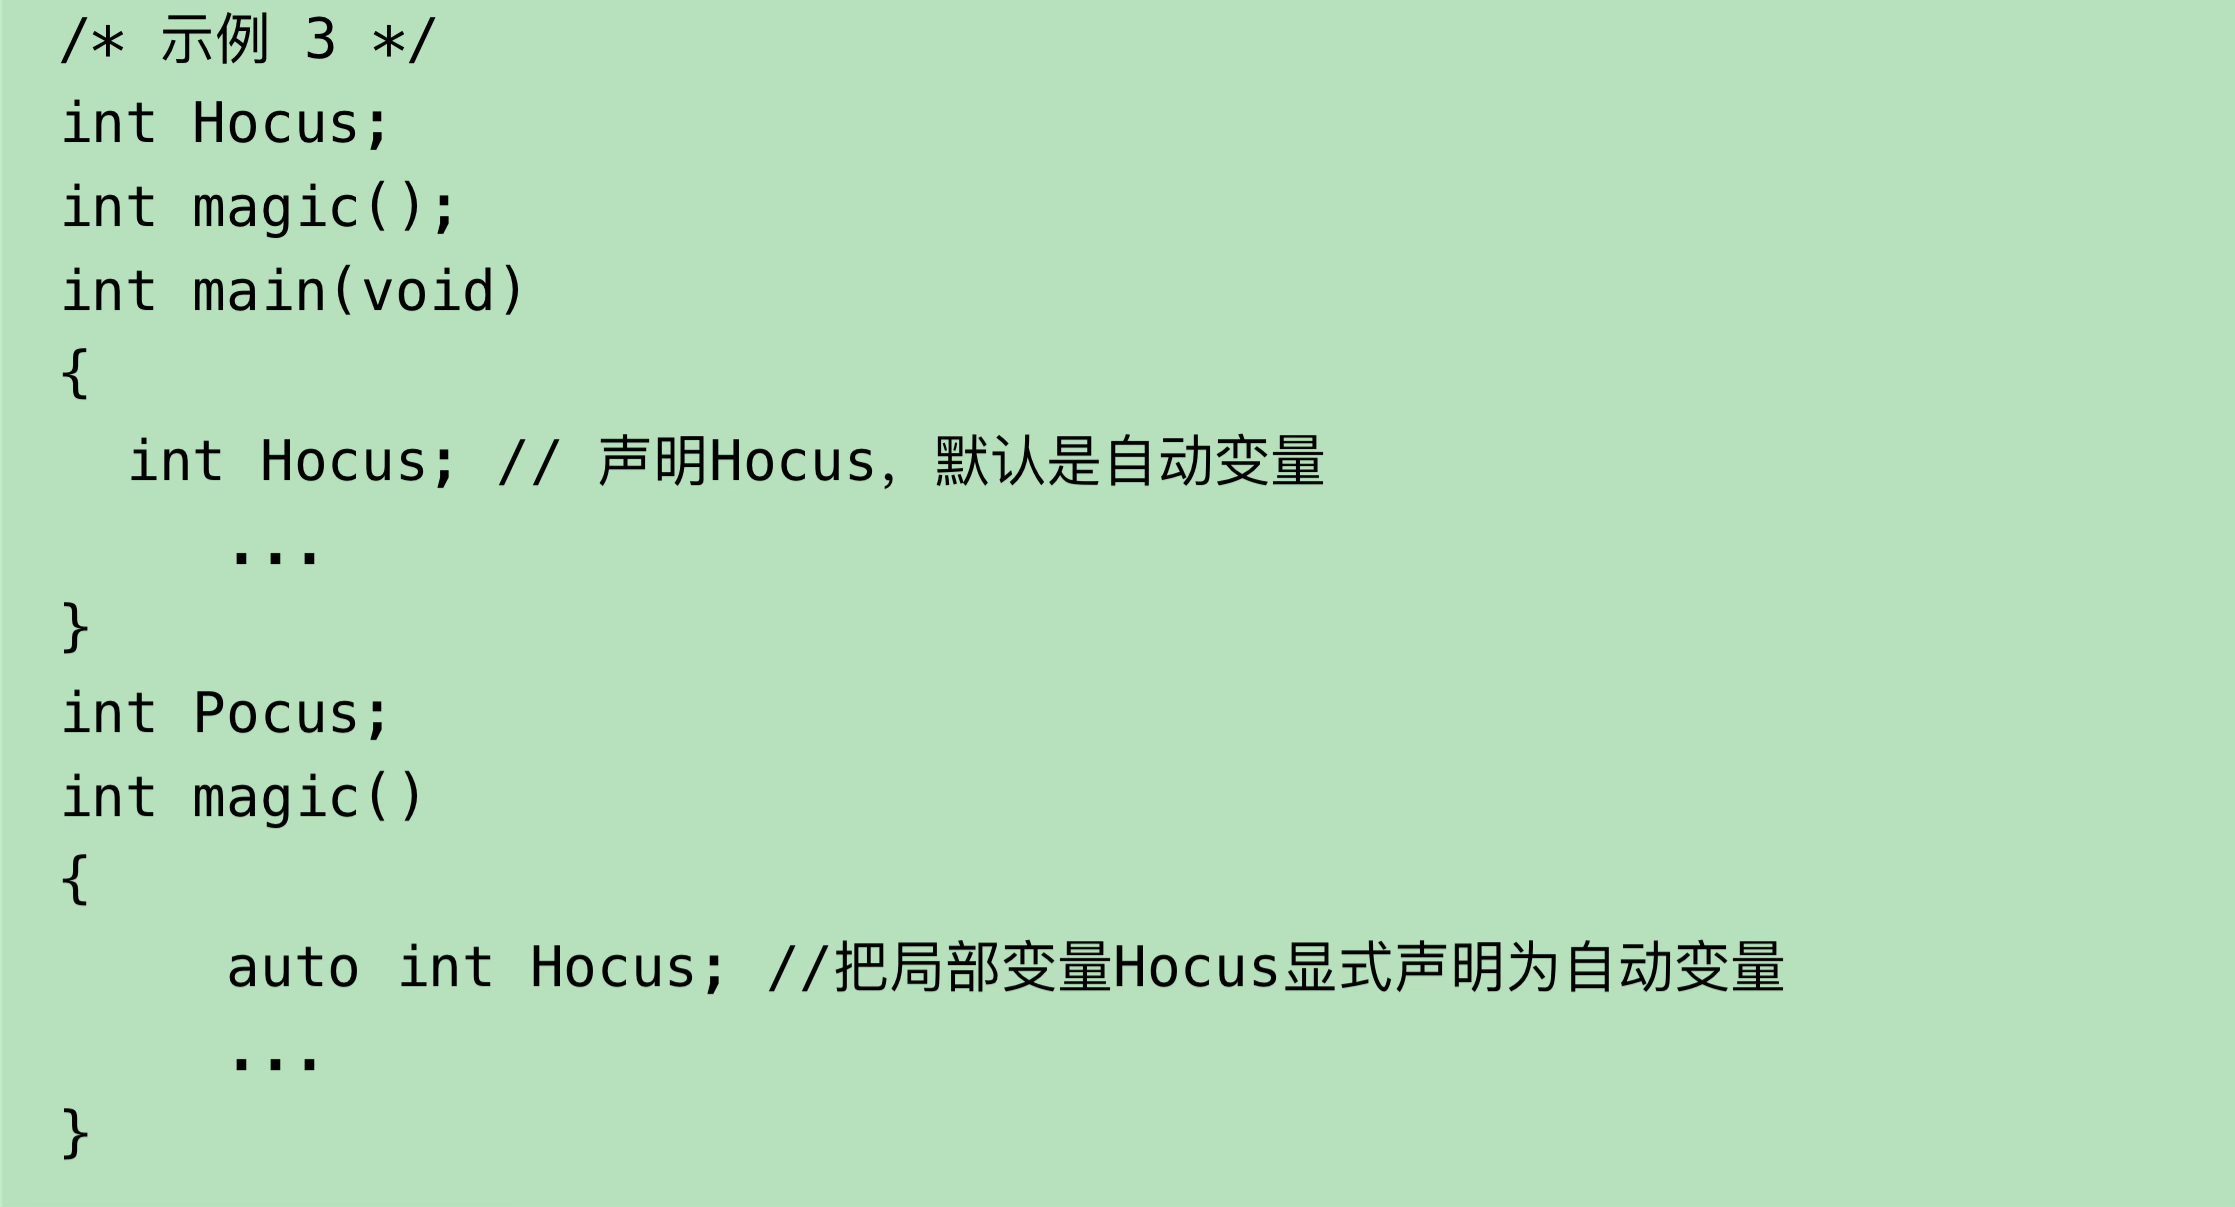 /* 示例 3 */
int Hocus;
int magic();
int main(void)
{
  int Hocus; // 声明Hocus，默认是自动变量
     ...
}
int Pocus;
int magic()
{
     auto int Hocus; //把局部变量Hocus显式声明为自动变量
     ...
}